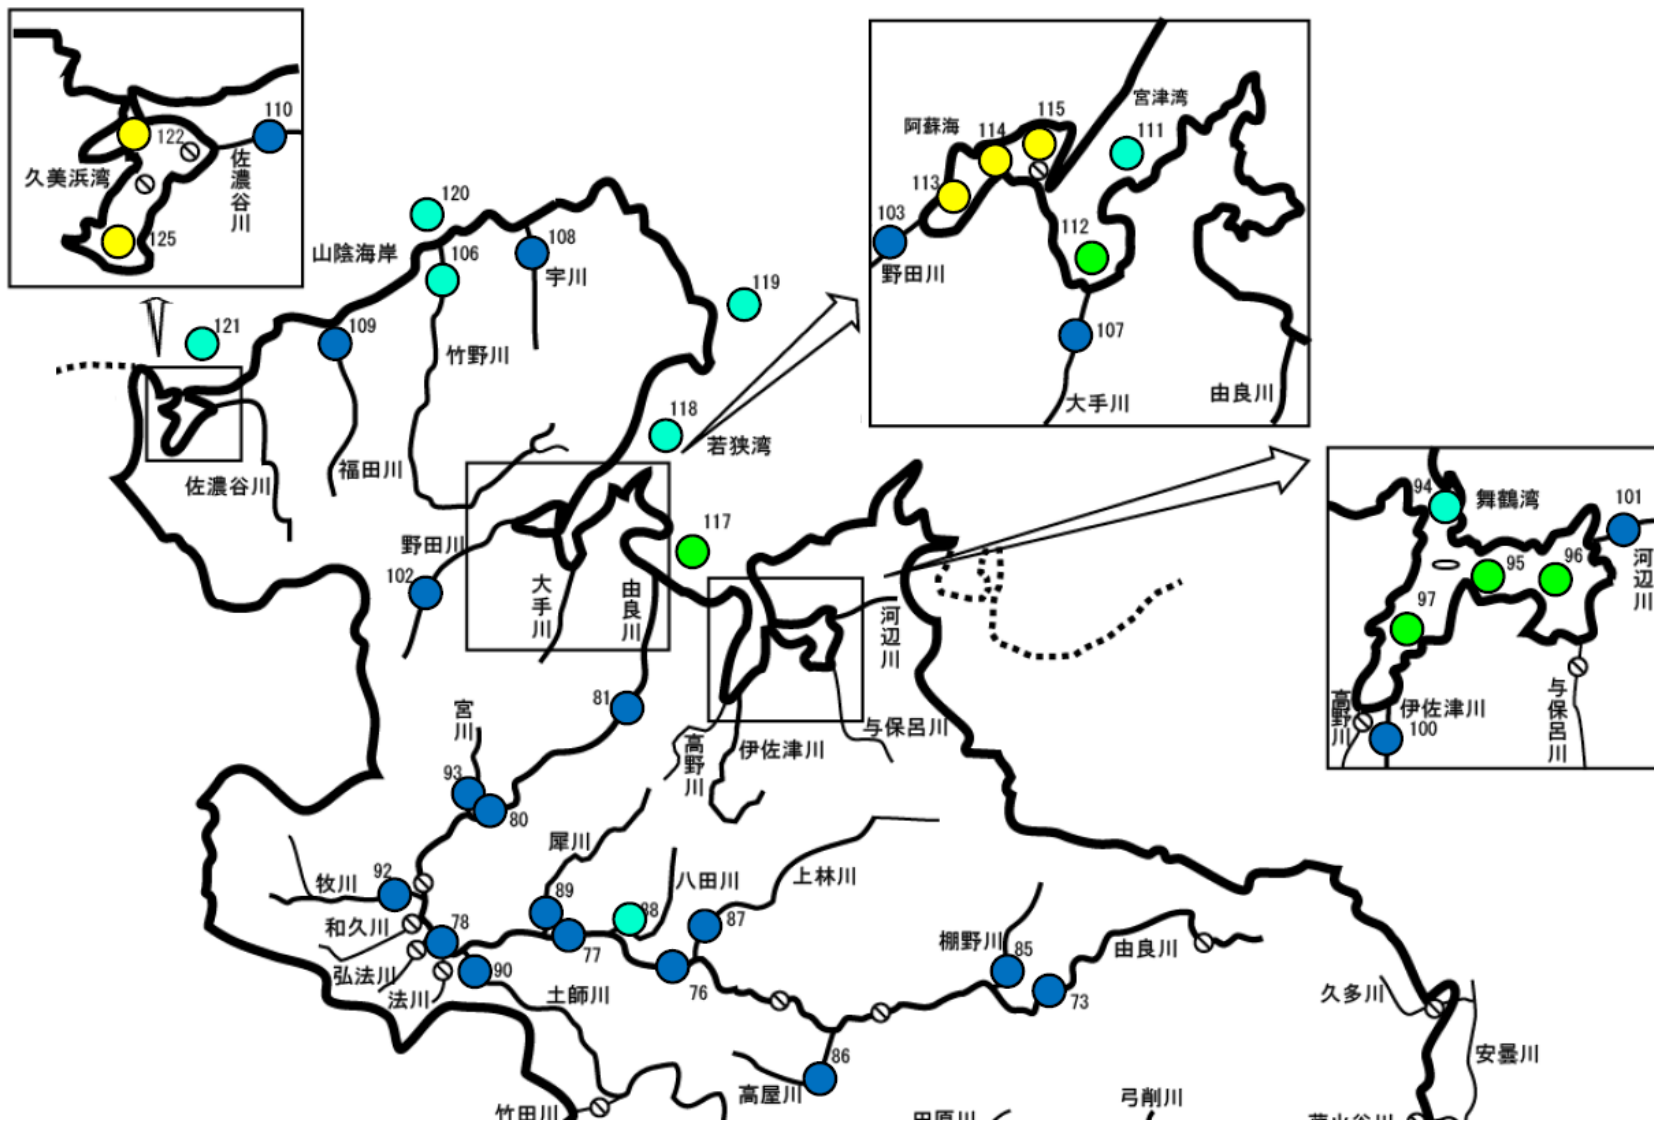 110
122
佐濃谷川
久美浜湾
125
宮津湾
115
阿蘇海
114
111
113
103
112
野田川
107
大手川
由良川
120
山陰海岸
106
108
宇川
119
121
109
竹野川
118
若狭湾
福田川
佐濃谷川
94
舞鶴湾
101
95
96
河辺川
97
高野川
伊佐津川
100
与保呂川
117
野田川
102
大手川
由良川
河辺川
81
宮川
与保呂川
高野川
伊佐津川
93
80
犀川
牧川
92
89
88
八田川
上林川
87
和久川
78
77
棚野川
85
由良川
弘法川
90
76
法川
土師川
73
久多川
86
安曇川
高屋川
弓削川
竹田川